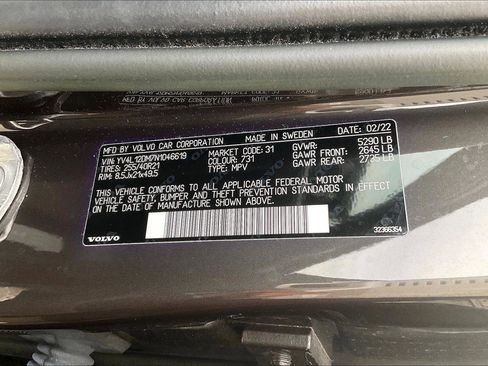 MFD BY VOLVO CAR CORPORATION MADE IN SWEDEN DATE: 02/22
VIN: YV4L12DM7N1046619 MARKET CODE: 31 GVWR: 5290 LB
TIRES: 255/40R21 COLOUR: 731 GAWR FRONT: 2645 LB
RIM: 8.5Jx21x49.5 TYPE: MPV GAWR REAR: 2735 LB
THIS VEHICLE CONFORMS TO ALL APPLICABLE FEDERAL MOTOR
VEHICLE SAFETY, BUMPER AND THEFT PREVENTION STANDARDS
IN EFFECT ON THE DATE OF MANUFACTURE SHOWN ABOVE.
VOLVO 32366354